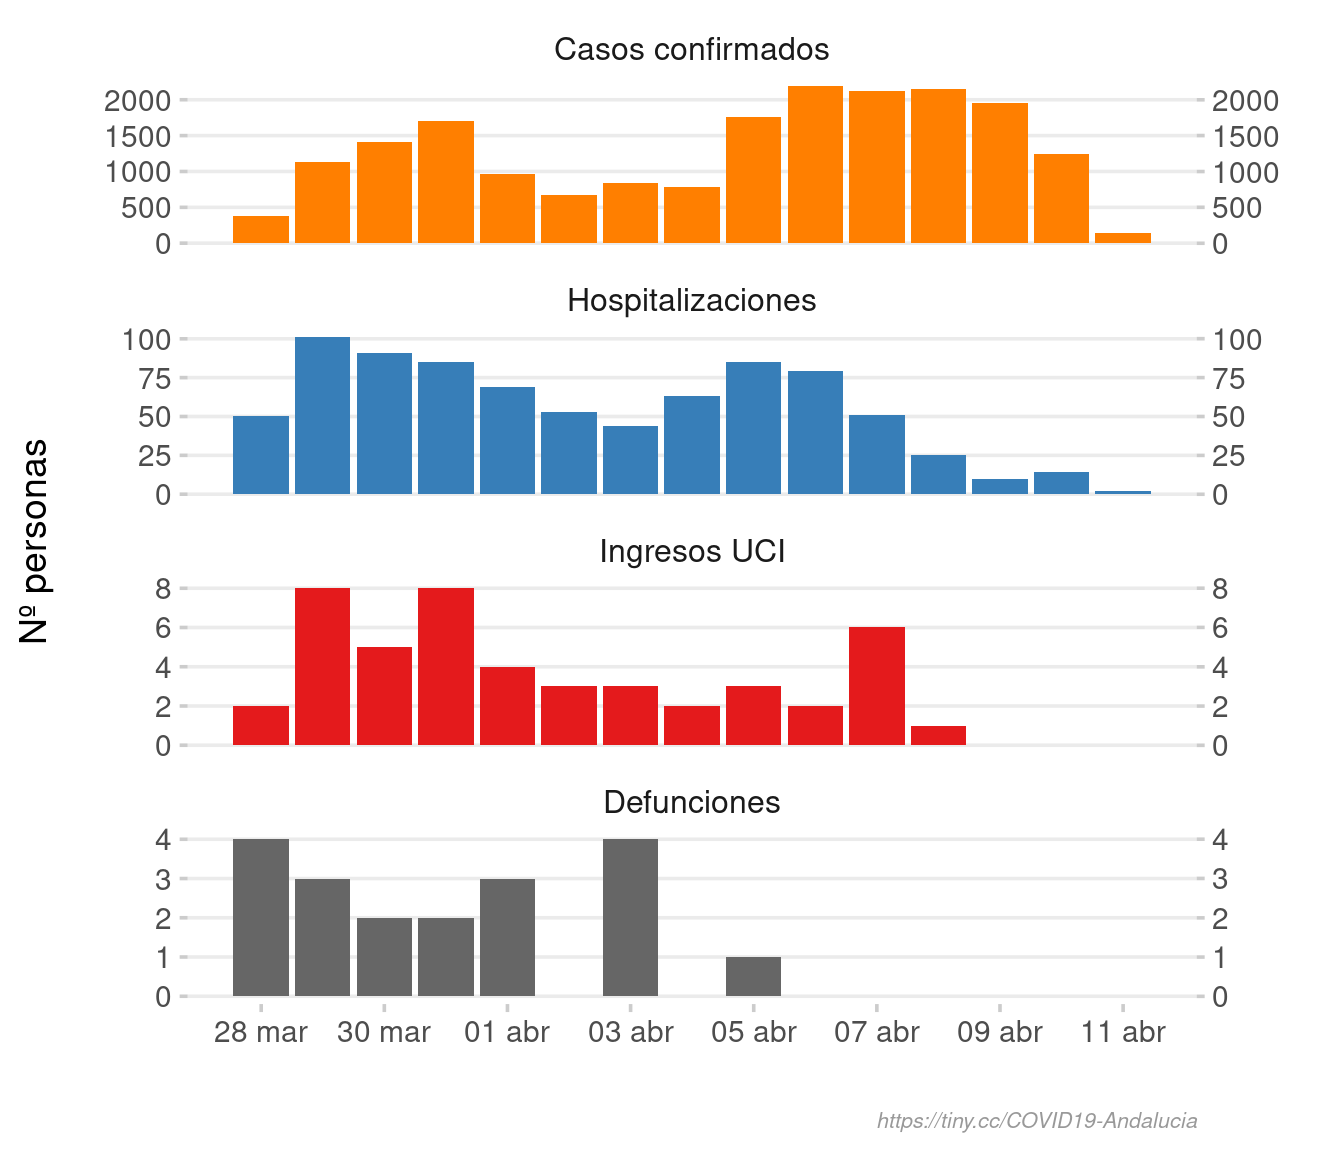 Casos confirmados
2000 2000
1500 1500
1000 1000
500 500
0 0
Hospitalizaciones
100 100
75 75
50 50
25 25
0 0
Nº personas
Ingresos UCI
8 8
6 6
4 4
2 2
0 0
Defunciones
4 4
3 3
2 2
1 1
0 0
28 mar 30 mar 01 abr 03 abr 05 abr 07 abr 09 abr 11 abr
https://tiny.cc/COVID19-Andalucia